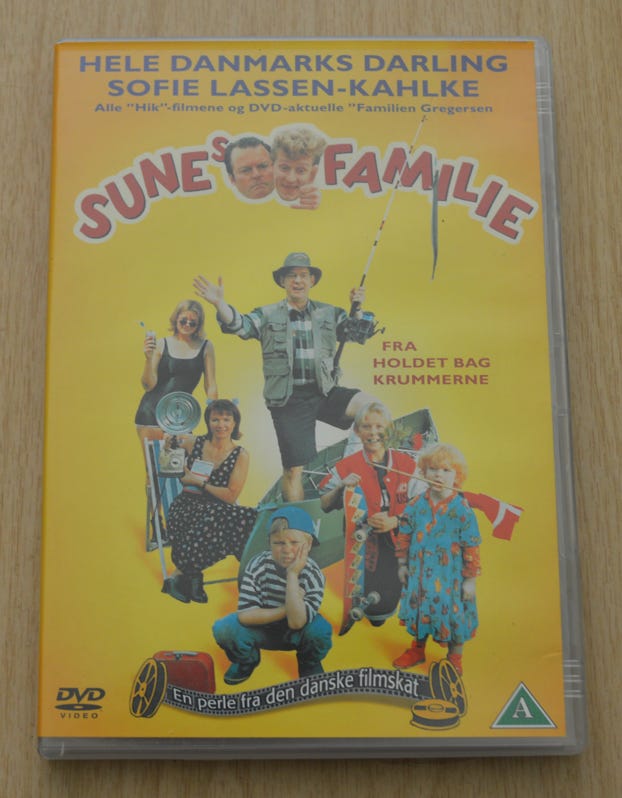 HELE DANMARKS DARLING
SOFIE LASSEN-KAHLKE
Alle "Hik"-filmene og DVD-aktuelle "Familien Gregersen
SUNES FAMILIE
FRA
HOLDET BAG
KRUMMERNE
En perle fra den danske filmskat
DVD
VIDEO
A